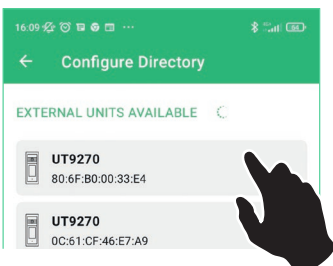 16:09
← Configure Directory
EXTERNAL UNITS AVAILABLE
UT9270
80:6F:B0:00:33:E4
UT9270
0C:61:CF:46:E7:A9